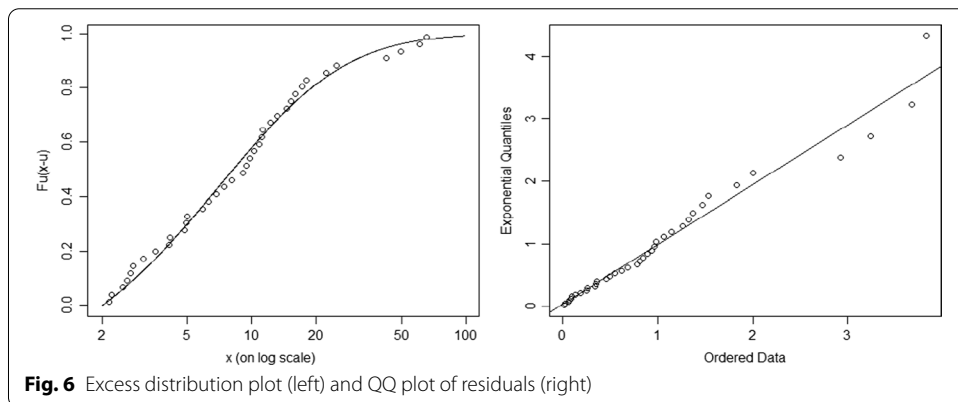 Fu(x-u)
1.0
0.8
0.6
0.4
0.2
0.0
2 5 10 20 50 100
x (on log scale)
Exponential Quantiles
4
3
2
1
0
0 1 2 3
Ordered Data
Fig. 6 Excess distribution plot (left) and QQ plot of residuals (right)